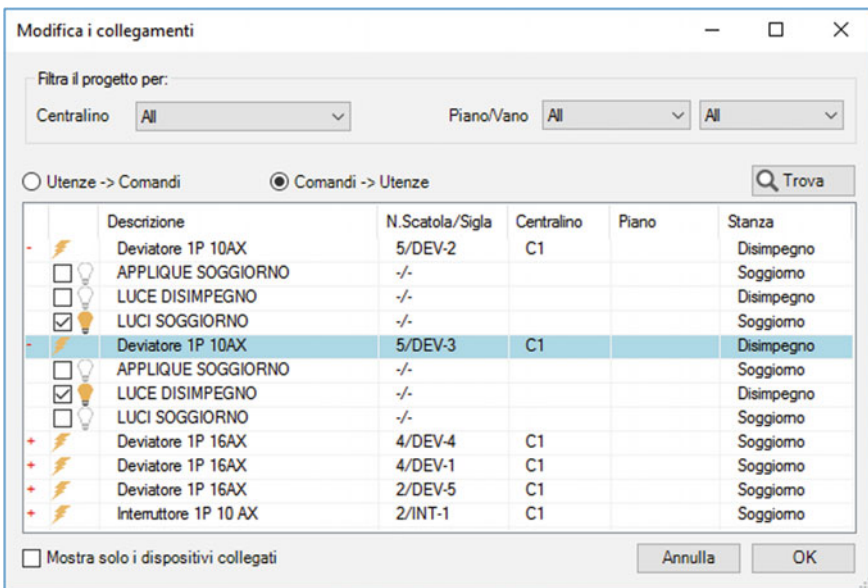 Modifica i collegamenti
Filtra il progetto per:
Centralino All Piano/Vano All All
Utenze -> Comandi Comandi -> Utenze Trova
Descrizione N.Scatola/Sigla Centralino Piano Stanza
- Deviatore 1P 10AX 5/DEV-2 C1 Disimpegno
APPLIQUE SOGGIORNO -/- Soggiorno
LUCE DISIMPEGNO -/- Disimpegno
LUCI SOGGIORNO -/- Soggiorno
- Deviatore 1P 10AX 5/DEV-3 C1 Disimpegno
APPLIQUE SOGGIORNO -/- Soggiorno
LUCE DISIMPEGNO -/- Disimpegno
LUCI SOGGIORNO -/- Soggiorno
+ Deviatore 1P 16AX 4/DEV-4 C1 Soggiorno
+ Deviatore 1P 16AX 4/DEV-1 C1 Soggiorno
+ Deviatore 1P 16AX 2/DEV-5 C1 Soggiorno
+ Interruttore 1P 10 AX 2/INT-1 C1 Soggiorno
Mostra solo i dispositivi collegati Annulla OK